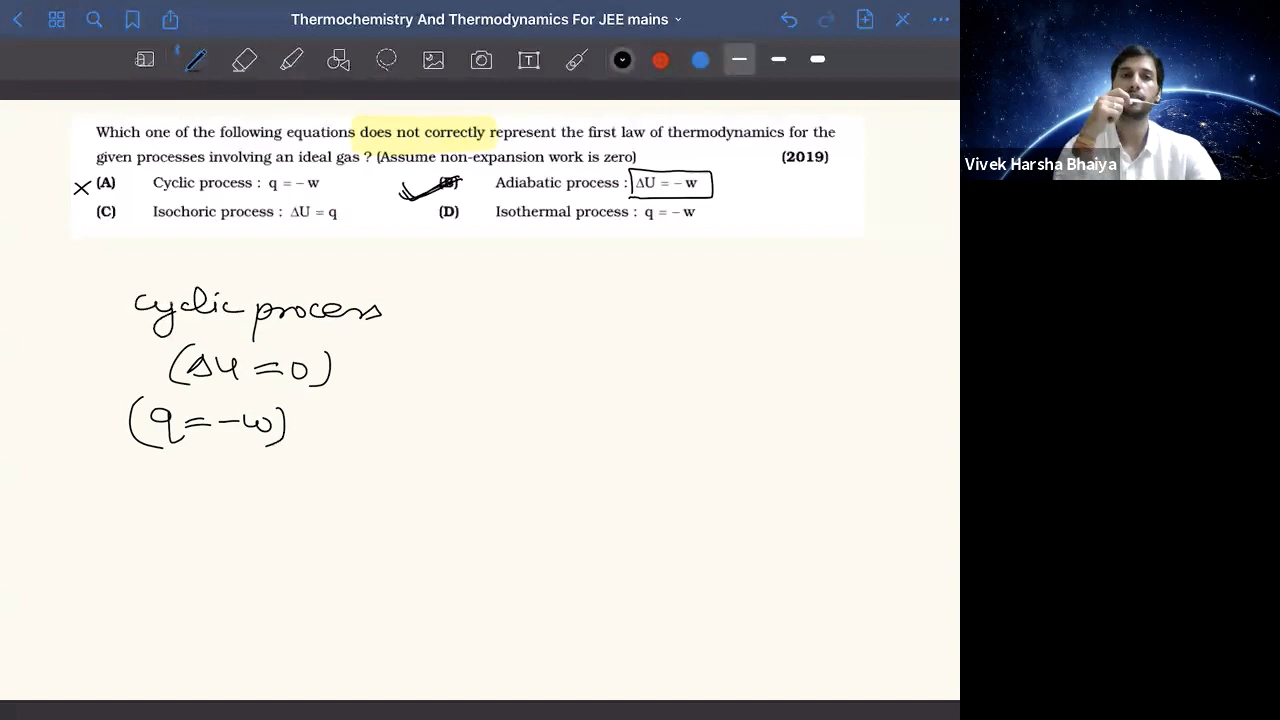 Thermochemistry And Thermodynamics For JEE mains
Which one of the following equations does not correctly represent the first law of thermodynamics for the
given processes involving an ideal gas ? (Assume non-expansion work is zero) (2019)
(A) Cyclic process : q = – w (B) Adiabatic process : ΔU = – w
(C) Isochoric process : ΔU = q (D) Isothermal process : q = – w
cyclic process
(ΔU = 0)
(q = -w)
Vivek Harsha Bhaiya